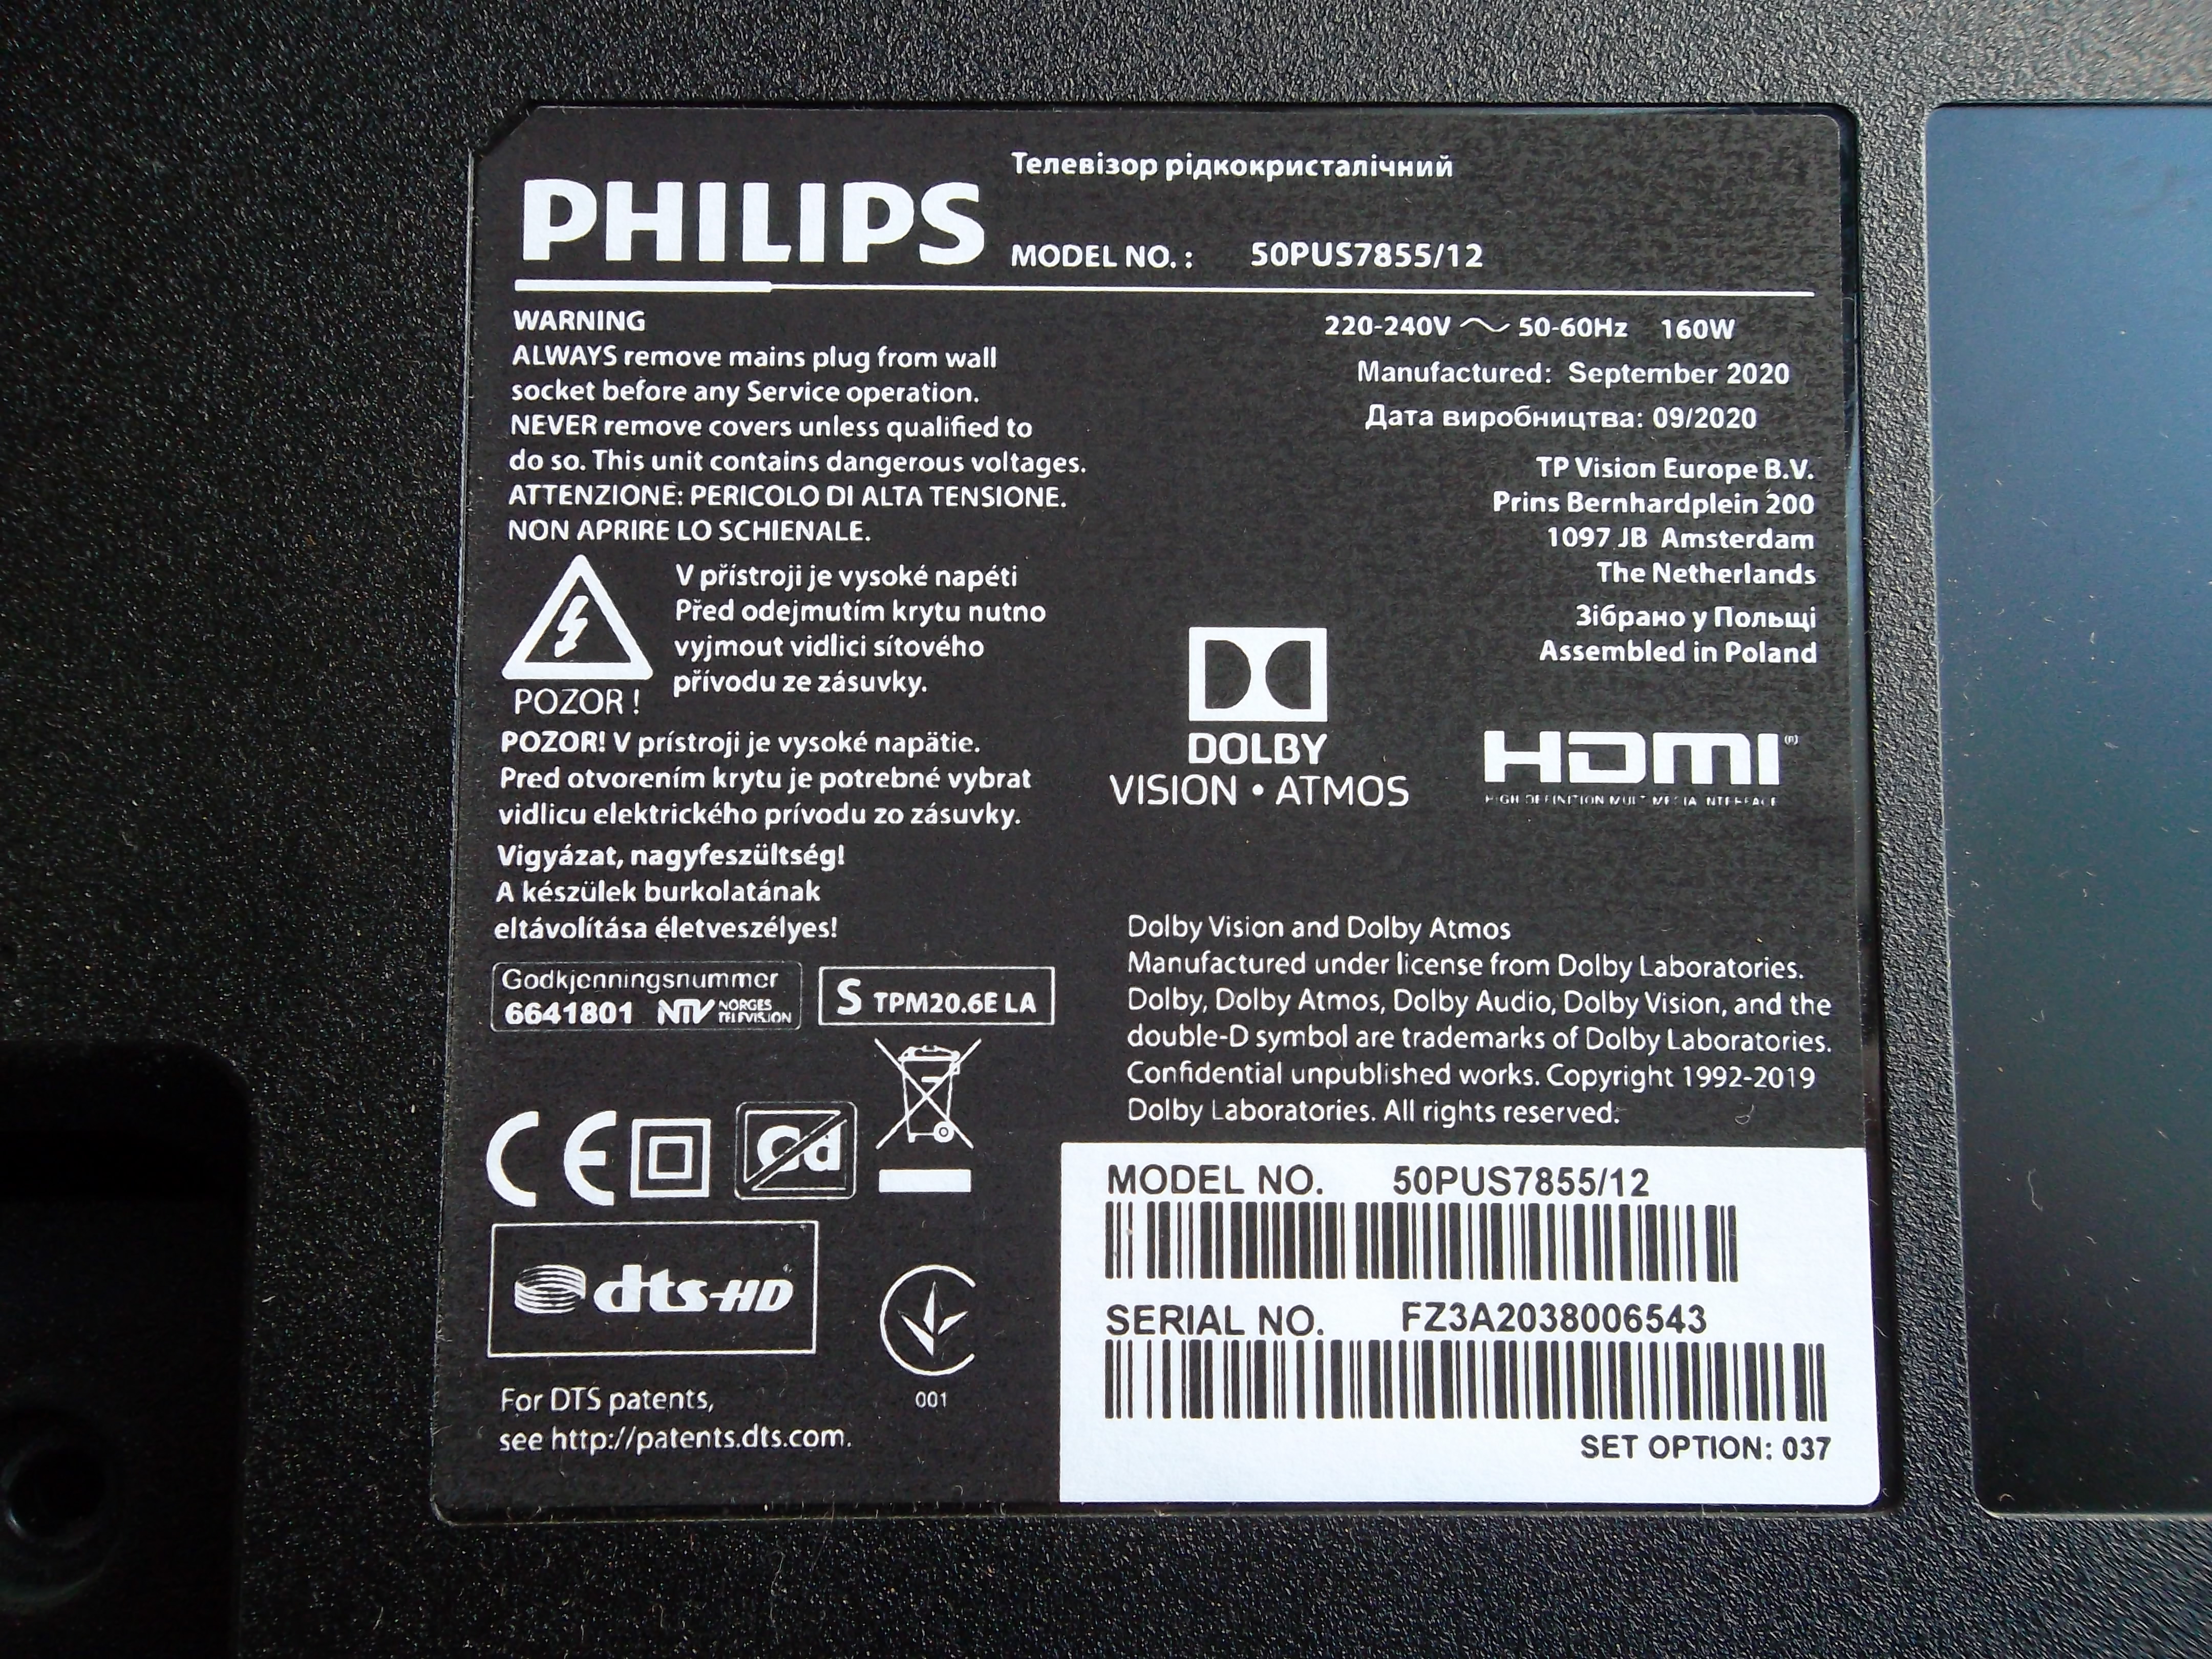 Телевізор рідкокристалічний
PHILIPS
MODEL NO. : 50PUS7855/12
WARNING
ALWAYS remove mains plug from wall
socket before any Service operation.
NEVER remove covers unless qualified to
do so. This unit contains dangerous voltages.
ATTENZIONE: PERICOLO DI ALTA TENSIONE.
NON APRIRE LO SCHIENALE.
V přístroji je vysoké napéti
Před odejmutím krytu nutno
vyjmout vidlici sítového
přívodu ze zásuvky.
POZOR !
POZOR! V prístroji je vysoké napätie.
Pred otvorením krytu je potrebné vybrat
vidlicu elektrického prívodu zo zásuvky.
Vigyázat, nagyfeszültség!
A készülek burkolatának
eltávolítása életveszélyes!
Godkjenningsnummer
6641801 NTV NORGES
TELEVISJON
S TPM20.6E LA
CE
Cd
dts-HD
For DTS patents,
see http://patents.dts.com.
001
220-240V ~ 50-60Hz 160W
Manufactured: September 2020
Дата виробництва: 09/2020
TP Vision Europe B.V.
Prins Bernhardplein 200
1097 JB Amsterdam
The Netherlands
Зібрано у Польщі
Assembled in Poland
DOLBY
VISION • ATMOS
HDMI®
HIGH DEFINITION MULTIMEDIA INTERFACE
Dolby Vision and Dolby Atmos
Manufactured under license from Dolby Laboratories.
Dolby, Dolby Atmos, Dolby Audio, Dolby Vision, and the
double-D symbol are trademarks of Dolby Laboratories.
Confidential unpublished works. Copyright 1992-2019
Dolby Laboratories. All rights reserved.
MODEL NO. 50PUS7855/12
SERIAL NO. FZ3A2038006543
SET OPTION: 037